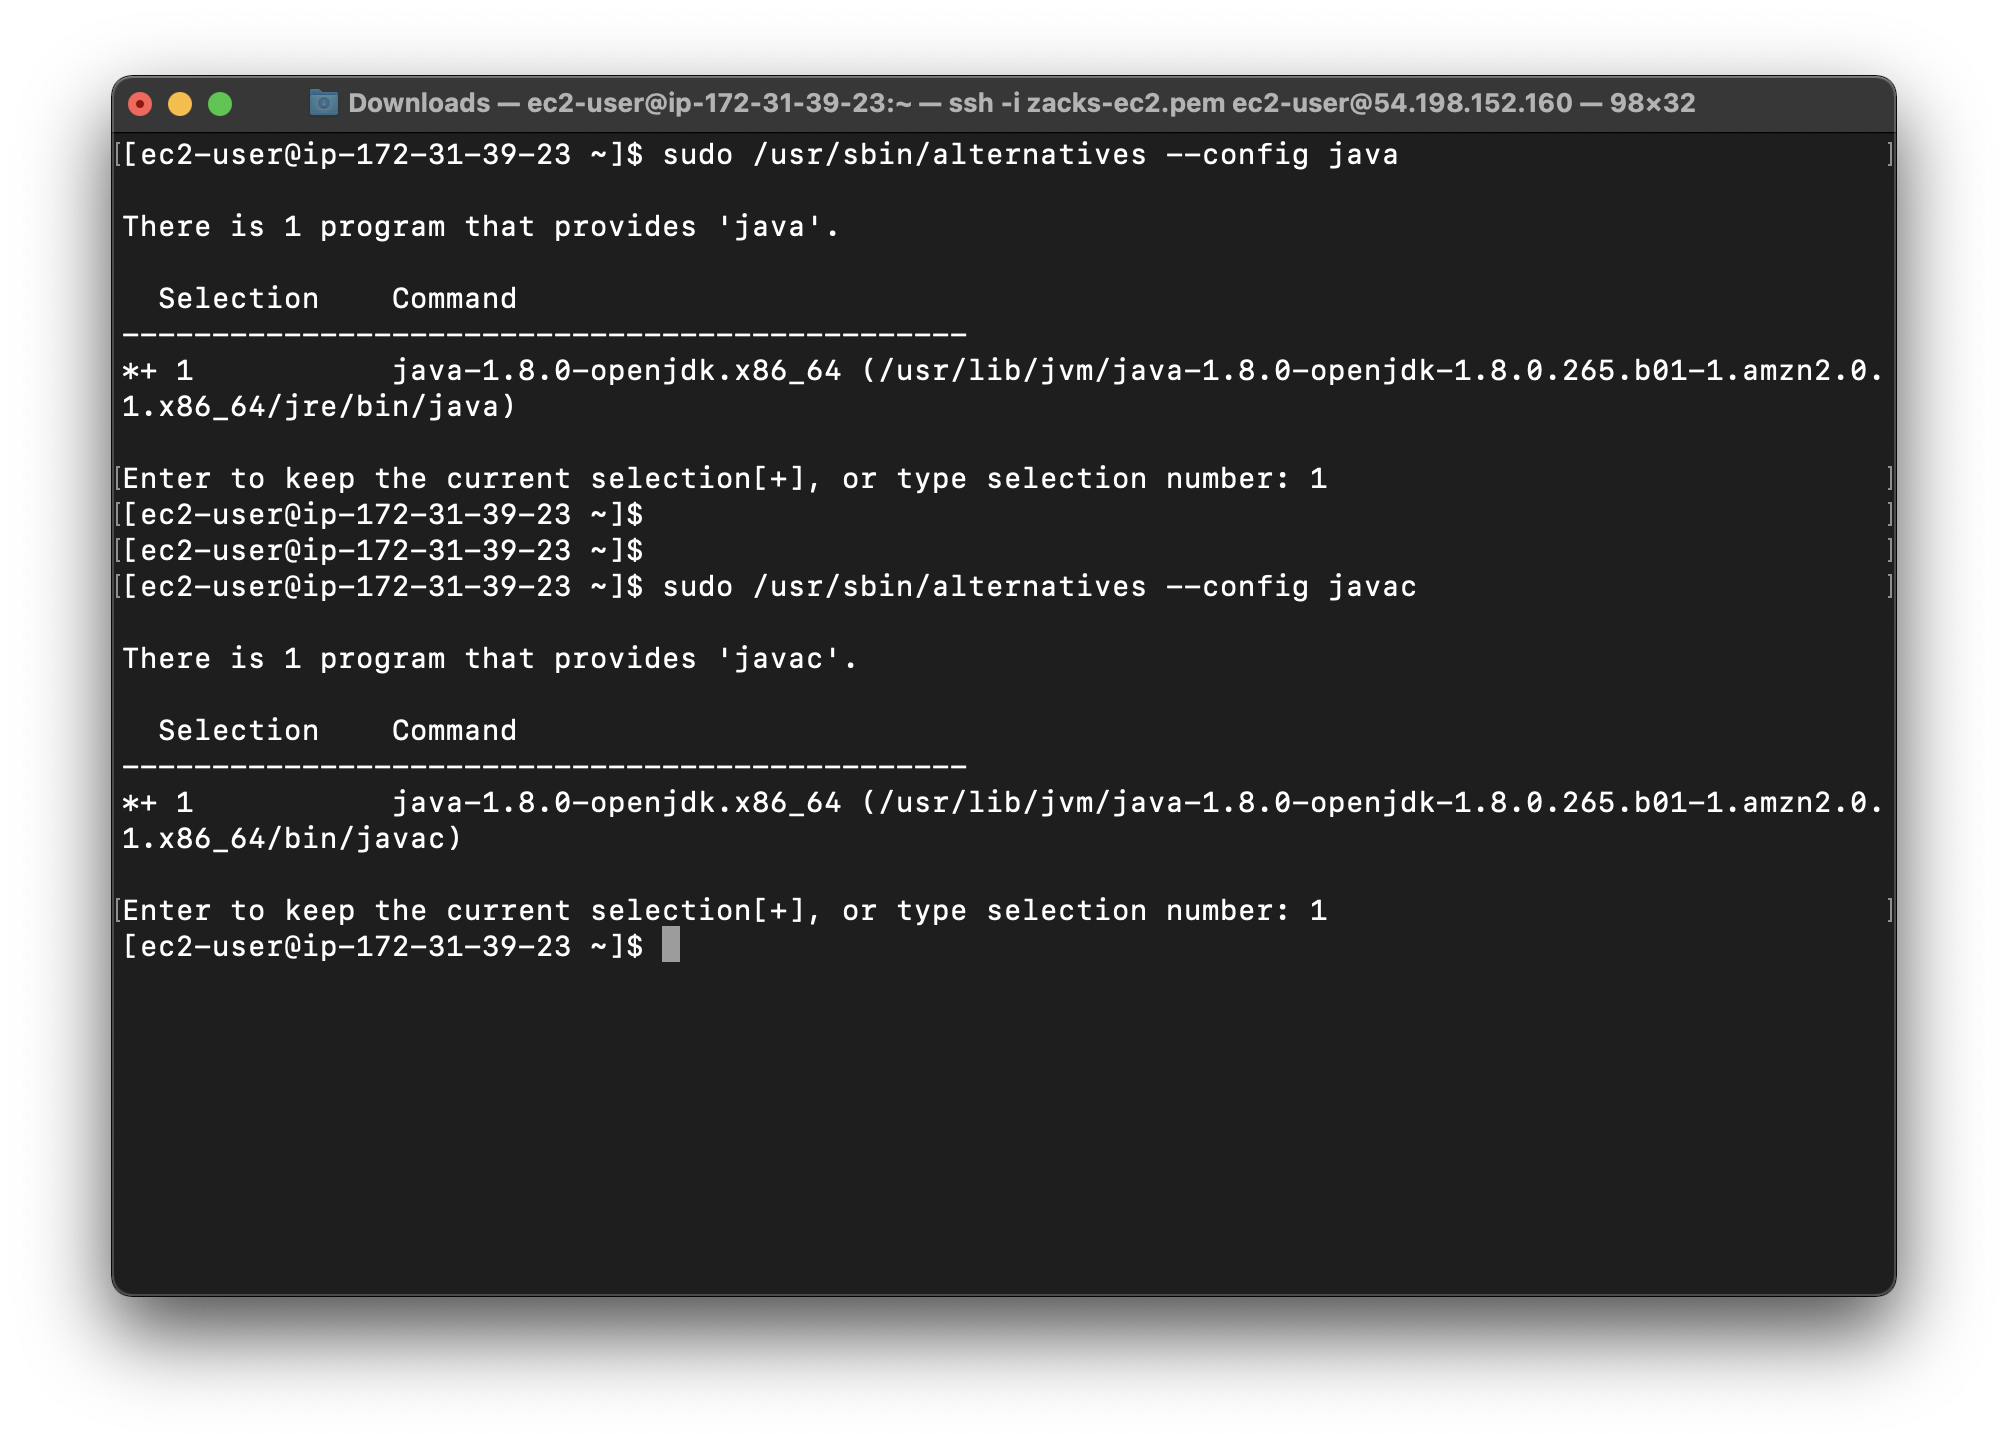 Downloads — ec2-user@ip-172-31-39-23:~ — ssh -i zacks-ec2.pem ec2-user@54.198.152.160 — 98×32
[[ec2-user@ip-172-31-39-23 ~]$ sudo /usr/sbin/alternatives --config java ]
There is 1 program that provides 'java'.
  Selection    Command
-----------------------------------------------
*+ 1           java-1.8.0-openjdk.x86_64 (/usr/lib/jvm/java-1.8.0-openjdk-1.8.0.265.b01-1.amzn2.0.
1.x86_64/jre/bin/java)
[Enter to keep the current selection[+], or type selection number: 1 ]
[[ec2-user@ip-172-31-39-23 ~]$ ]
[[ec2-user@ip-172-31-39-23 ~]$ ]
[[ec2-user@ip-172-31-39-23 ~]$ sudo /usr/sbin/alternatives --config javac ]
There is 1 program that provides 'javac'.
  Selection    Command
-----------------------------------------------
*+ 1           java-1.8.0-openjdk.x86_64 (/usr/lib/jvm/java-1.8.0-openjdk-1.8.0.265.b01-1.amzn2.0.
1.x86_64/bin/javac)
[Enter to keep the current selection[+], or type selection number: 1 ]
[ec2-user@ip-172-31-39-23 ~]$